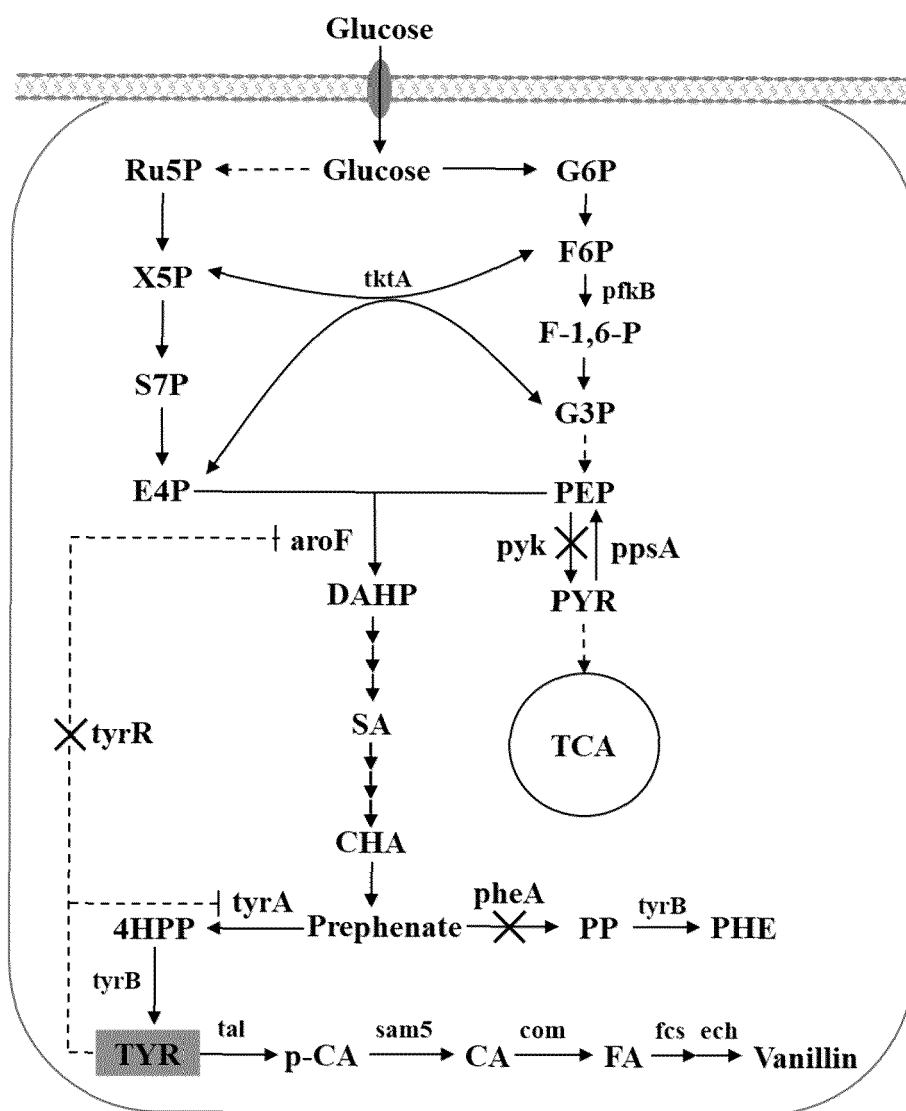 Glucose
Ru5P Glucose G6P
X5P tktA F6P
pfkB
F-1,6-P
S7P G3P
E4P PEP
aroF pyk ppsA
DAHP PYR
SA
tyrR TCA
CHA
tyrA pheA
4HPP Prephenate PP tyrB PHE
tyrB
tal sam5 com fcs ech
TYR p-CA CA FA Vanillin